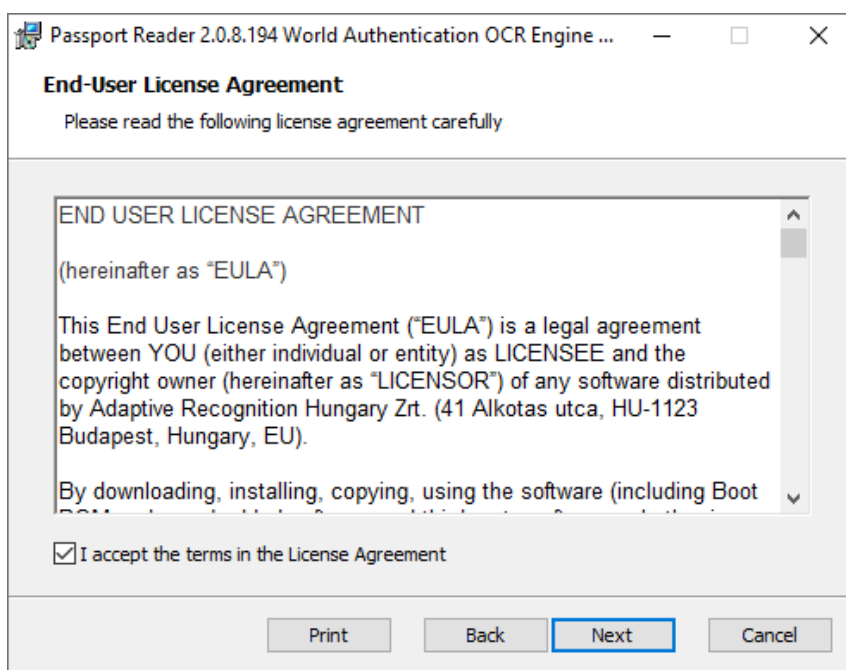 Passport Reader 2.0.8.194 World Authentication OCR Engine ...
End-User License Agreement
Please read the following license agreement carefully
END USER LICENSE AGREEMENT
(hereinafter as “EULA”)
This End User License Agreement (“EULA”) is a legal agreement
between YOU (either individual or entity) as LICENSEE and the
copyright owner (hereinafter as “LICENSOR”) of any software distributed
by Adaptive Recognition Hungary Zrt. (41 Alkotas utca, HU-1123
Budapest, Hungary, EU).
By downloading, installing, copying, using the software (including Boot
I accept the terms in the License Agreement
Print Back Next Cancel